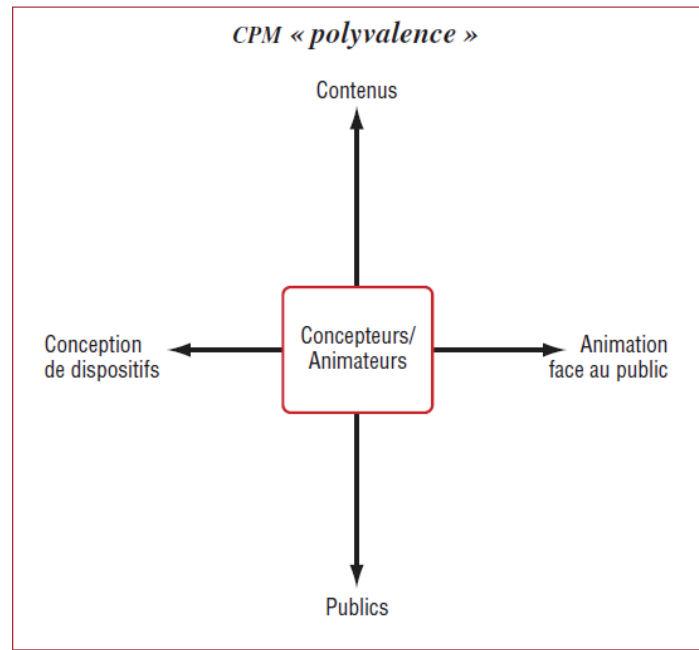 CPM « polyvalence »
Contenus
Conception
de dispositifs
Concepteurs/
Animateurs
Animation
face au public
Publics